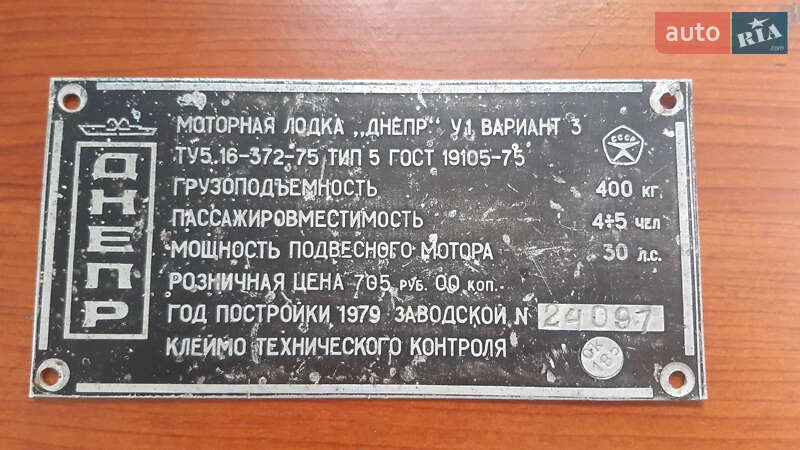 auto RIA.com
ДНЕПР
МОТОРНАЯ ЛОДКА „ДНЕПР" У1 ВАРИАНТ 3
ТУ5.16-372-75 ТИП 5 ГОСТ 19105-75
СССР
ГРУЗОПОДЪЕМНОСТЬ 400 КГ.
ПАССАЖИРОВМЕСТИМОСТЬ 4÷5 ЧЕЛ
МОЩНОСТЬ ПОДВЕСНОГО МОТОРА 30 Л.С.
РОЗНИЧНАЯ ЦЕНА 705 РУБ. 00 КОП.
ГОД ПОСТРОЙКИ 1979 ЗАВОДСКОЙ N 24097
КЛЕЙМО ТЕХНИЧЕСКОГО КОНТРОЛЯ